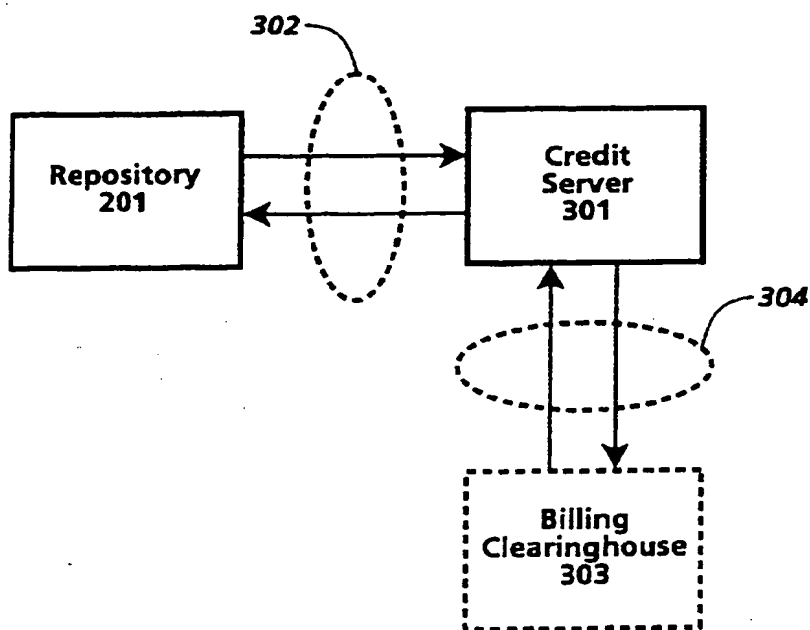 302
Repository
201
Credit
Server
301
304
Billing
Clearinghouse
303